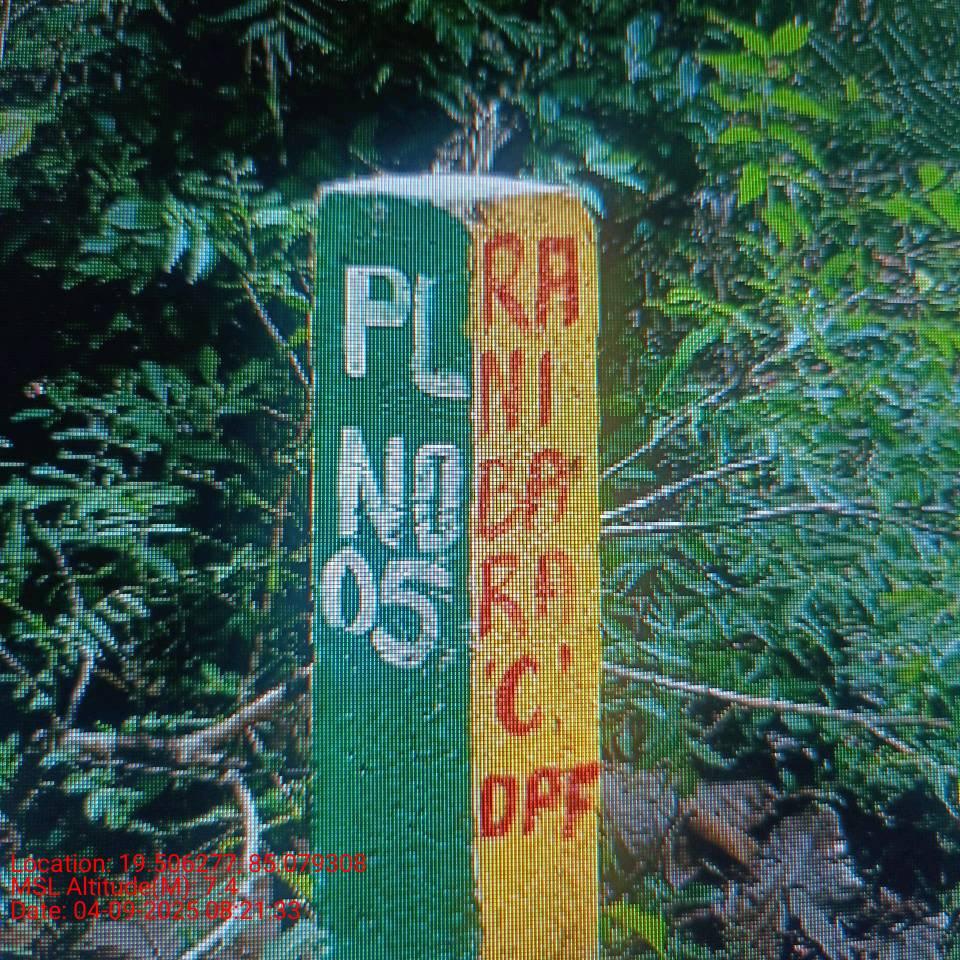 PL
NO
05
RA
NI
BA
RA
'C'
DPF
Location: 19.506277, 85.079308
MSL Altitude(M): 7.4
Date: 04-09-2025 08:21:33